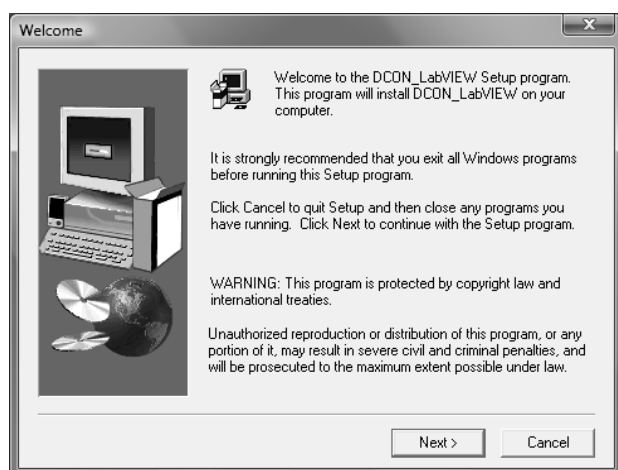 Welcome
Welcome to the DCON_LabVIEW Setup program.
This program will install DCON_LabVIEW on your
computer.
It is strongly recommended that you exit all Windows programs
before running this Setup program.
Click Cancel to quit Setup and then close any programs you
have running. Click Next to continue with the Setup program.
WARNING: This program is protected by copyright law and
international treaties.
Unauthorized reproduction or distribution of this program, or any
portion of it, may result in severe civil and criminal penalties, and
will be prosecuted to the maximum extent possible under law.
Next > Cancel